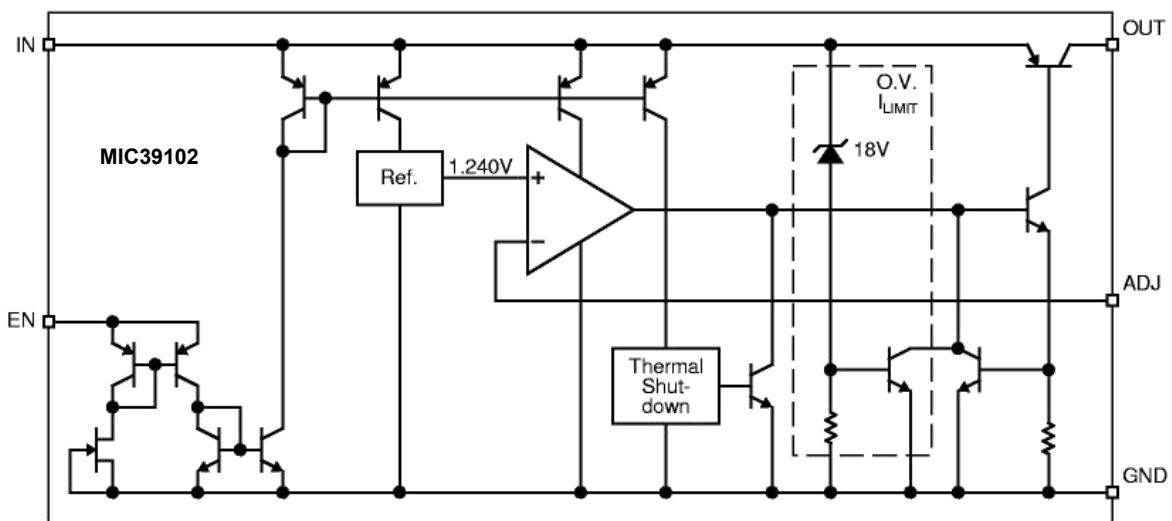 IN
OUT
O.V.
ILIMIT
MIC39102
18V
Ref.
1.240V
+
−
ADJ
EN
Thermal
Shut-
down
GND